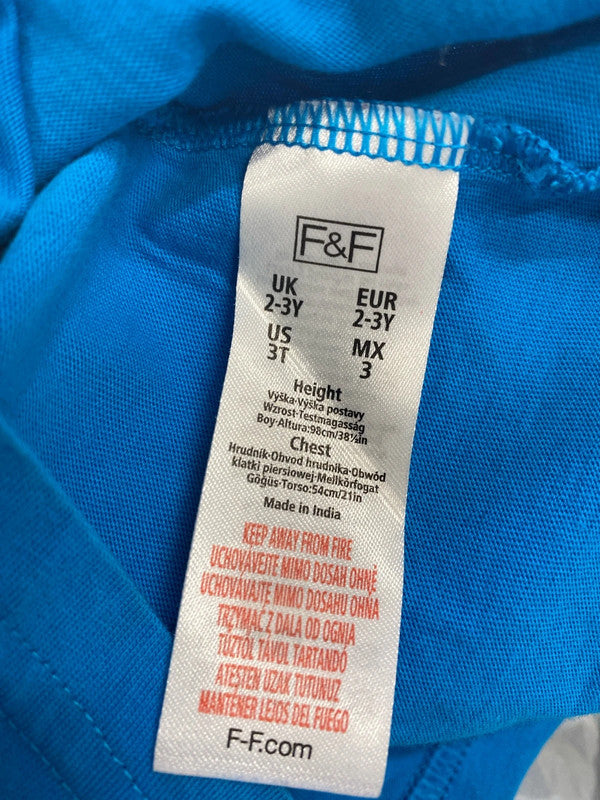 F&F
UK EUR
2-3Y 2-3Y
US MX
3T 3
Height
Výška·Výška postavy
Wzrost·Testmagasság
Boy·Altura:98cm/38½in
Chest
Hrudník·Obvod hrudníka·Obwód
klatki piersiowej·Mellkörfogat
Göğüs·Torso:54cm/21in
Made in India
KEEP AWAY FROM FIRE
UCHOVÁVEJTE MIMO DOSAH OHNĚ
UCHOVÁVAJTE MIMO DOSAHU OHŇA
TRZYMAĆ Z DALA OD OGNIA
TŰZTŐL TÁVOL TARTANDÓ
ATEŞTEN UZAK TUTUNUZ
MANTENER LEJOS DEL FUEGO
F-F.com